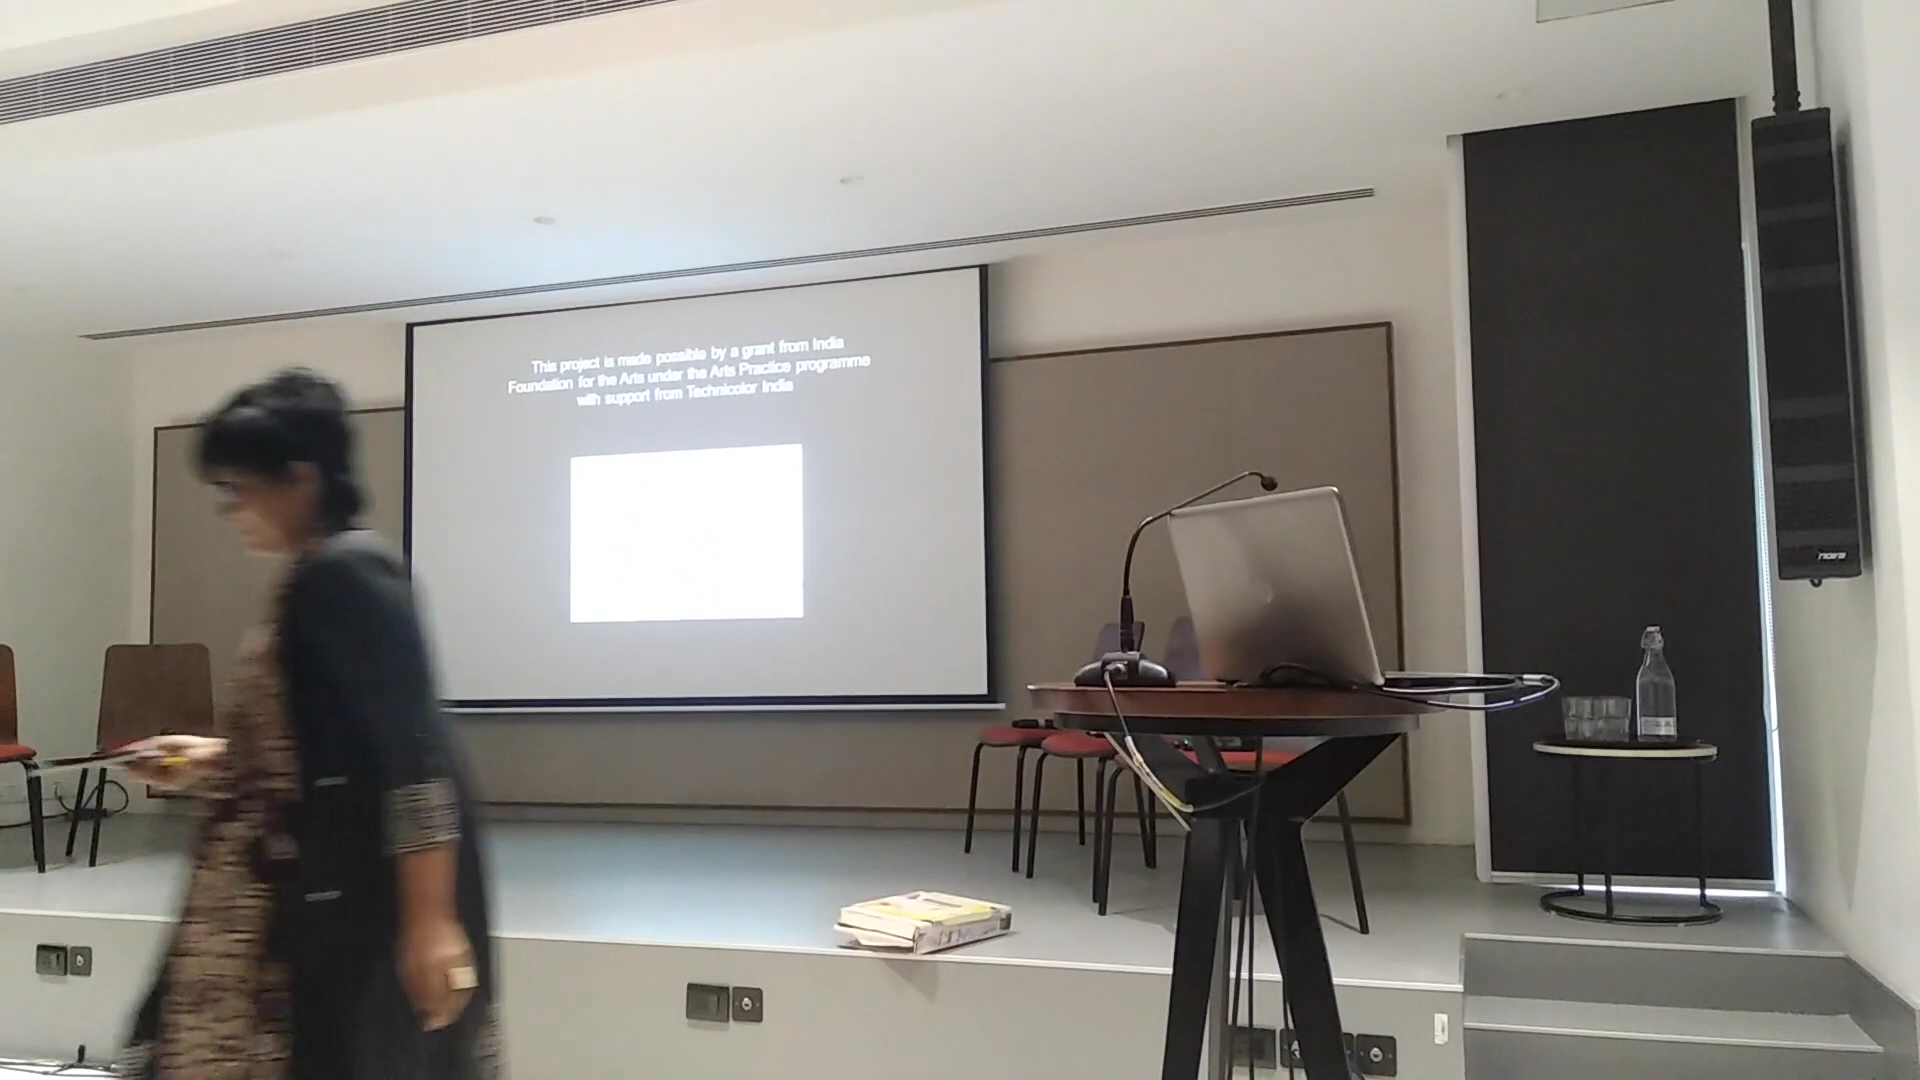 This project is made possible by a grant from India
Foundation for the Arts under the Arts Practice programme
with support from Technicolor India